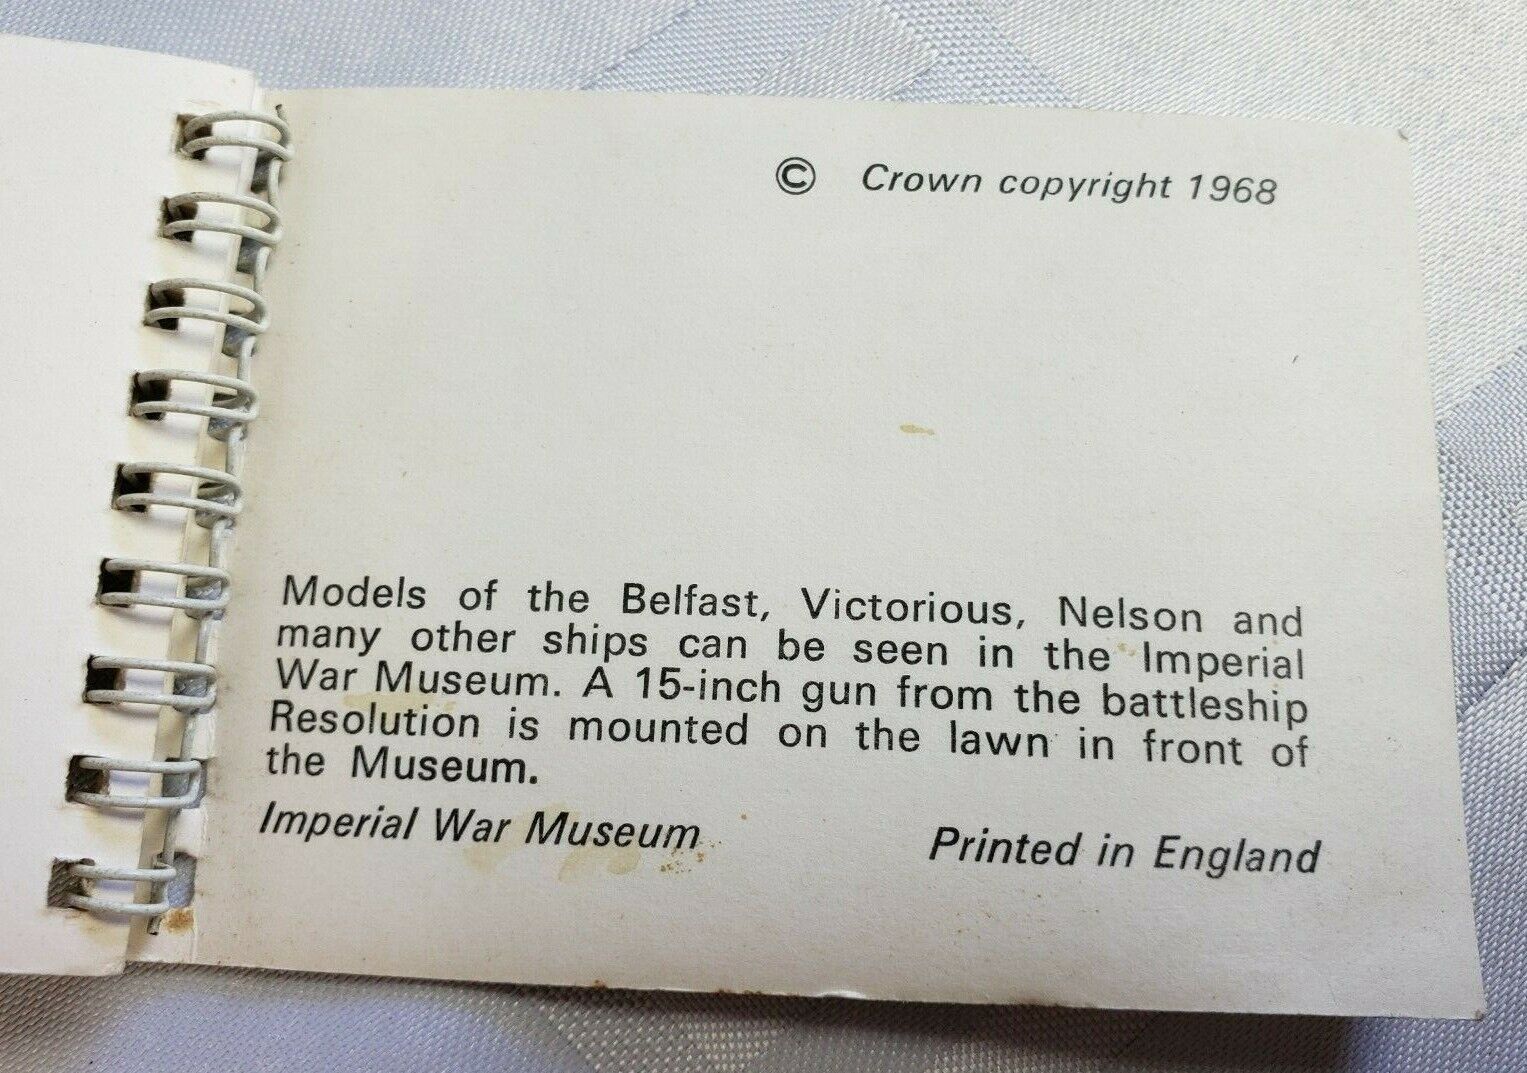 © Crown copyright 1968
Models of the Belfast, Victorious, Nelson and
many other ships can be seen in the Imperial
War Museum. A 15-inch gun from the battleship
Resolution is mounted on the lawn in front of
the Museum.
Imperial War Museum Printed in England